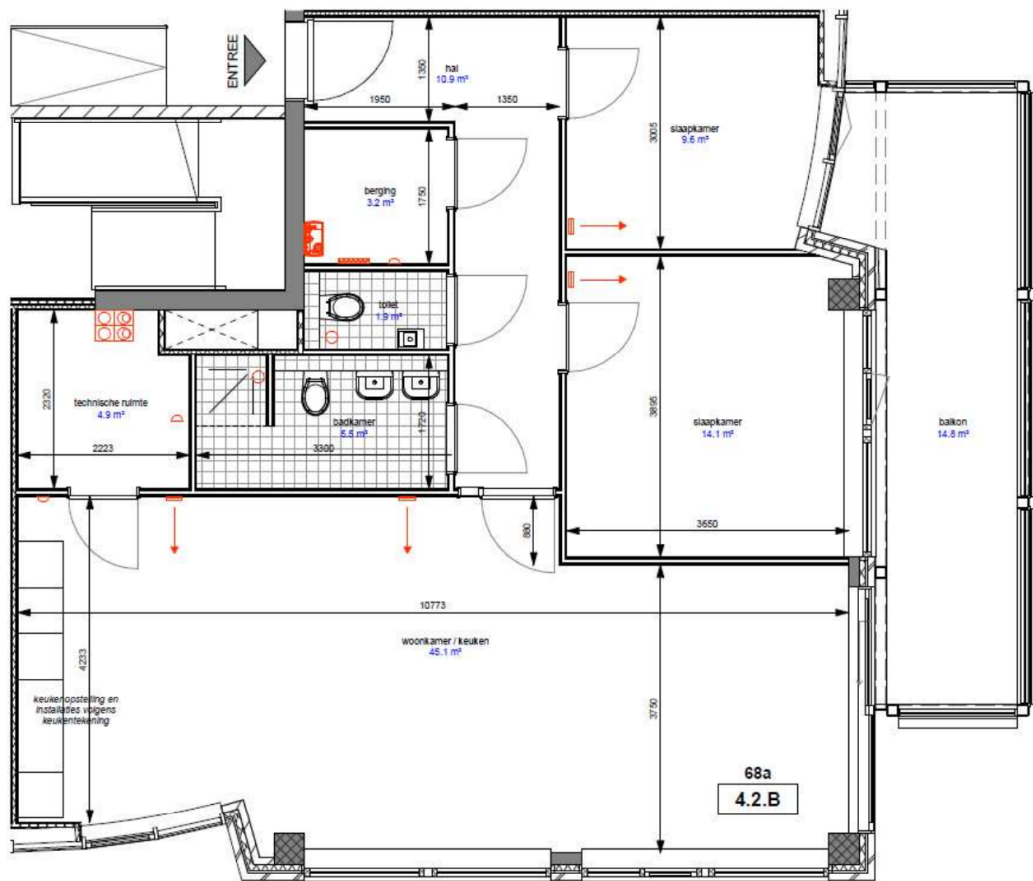 ENTREE
hal
10.9 m²
1350
1950
1350
slaapkamer
9.6 m²
3005
berging
3.2 m²
1750
toilet
1.9 m²
technische ruimte
4.9 m²
2320
2223
badkamer
5.5 m²
1720
3300
slaapkamer
14.1 m²
3895
3650
balkon
14.8 m²
880
10773
woonkamer / keuken
45.1 m²
4233
3750
keukenopstelling en
installaties volgens
keukentekening
68a
4.2.B